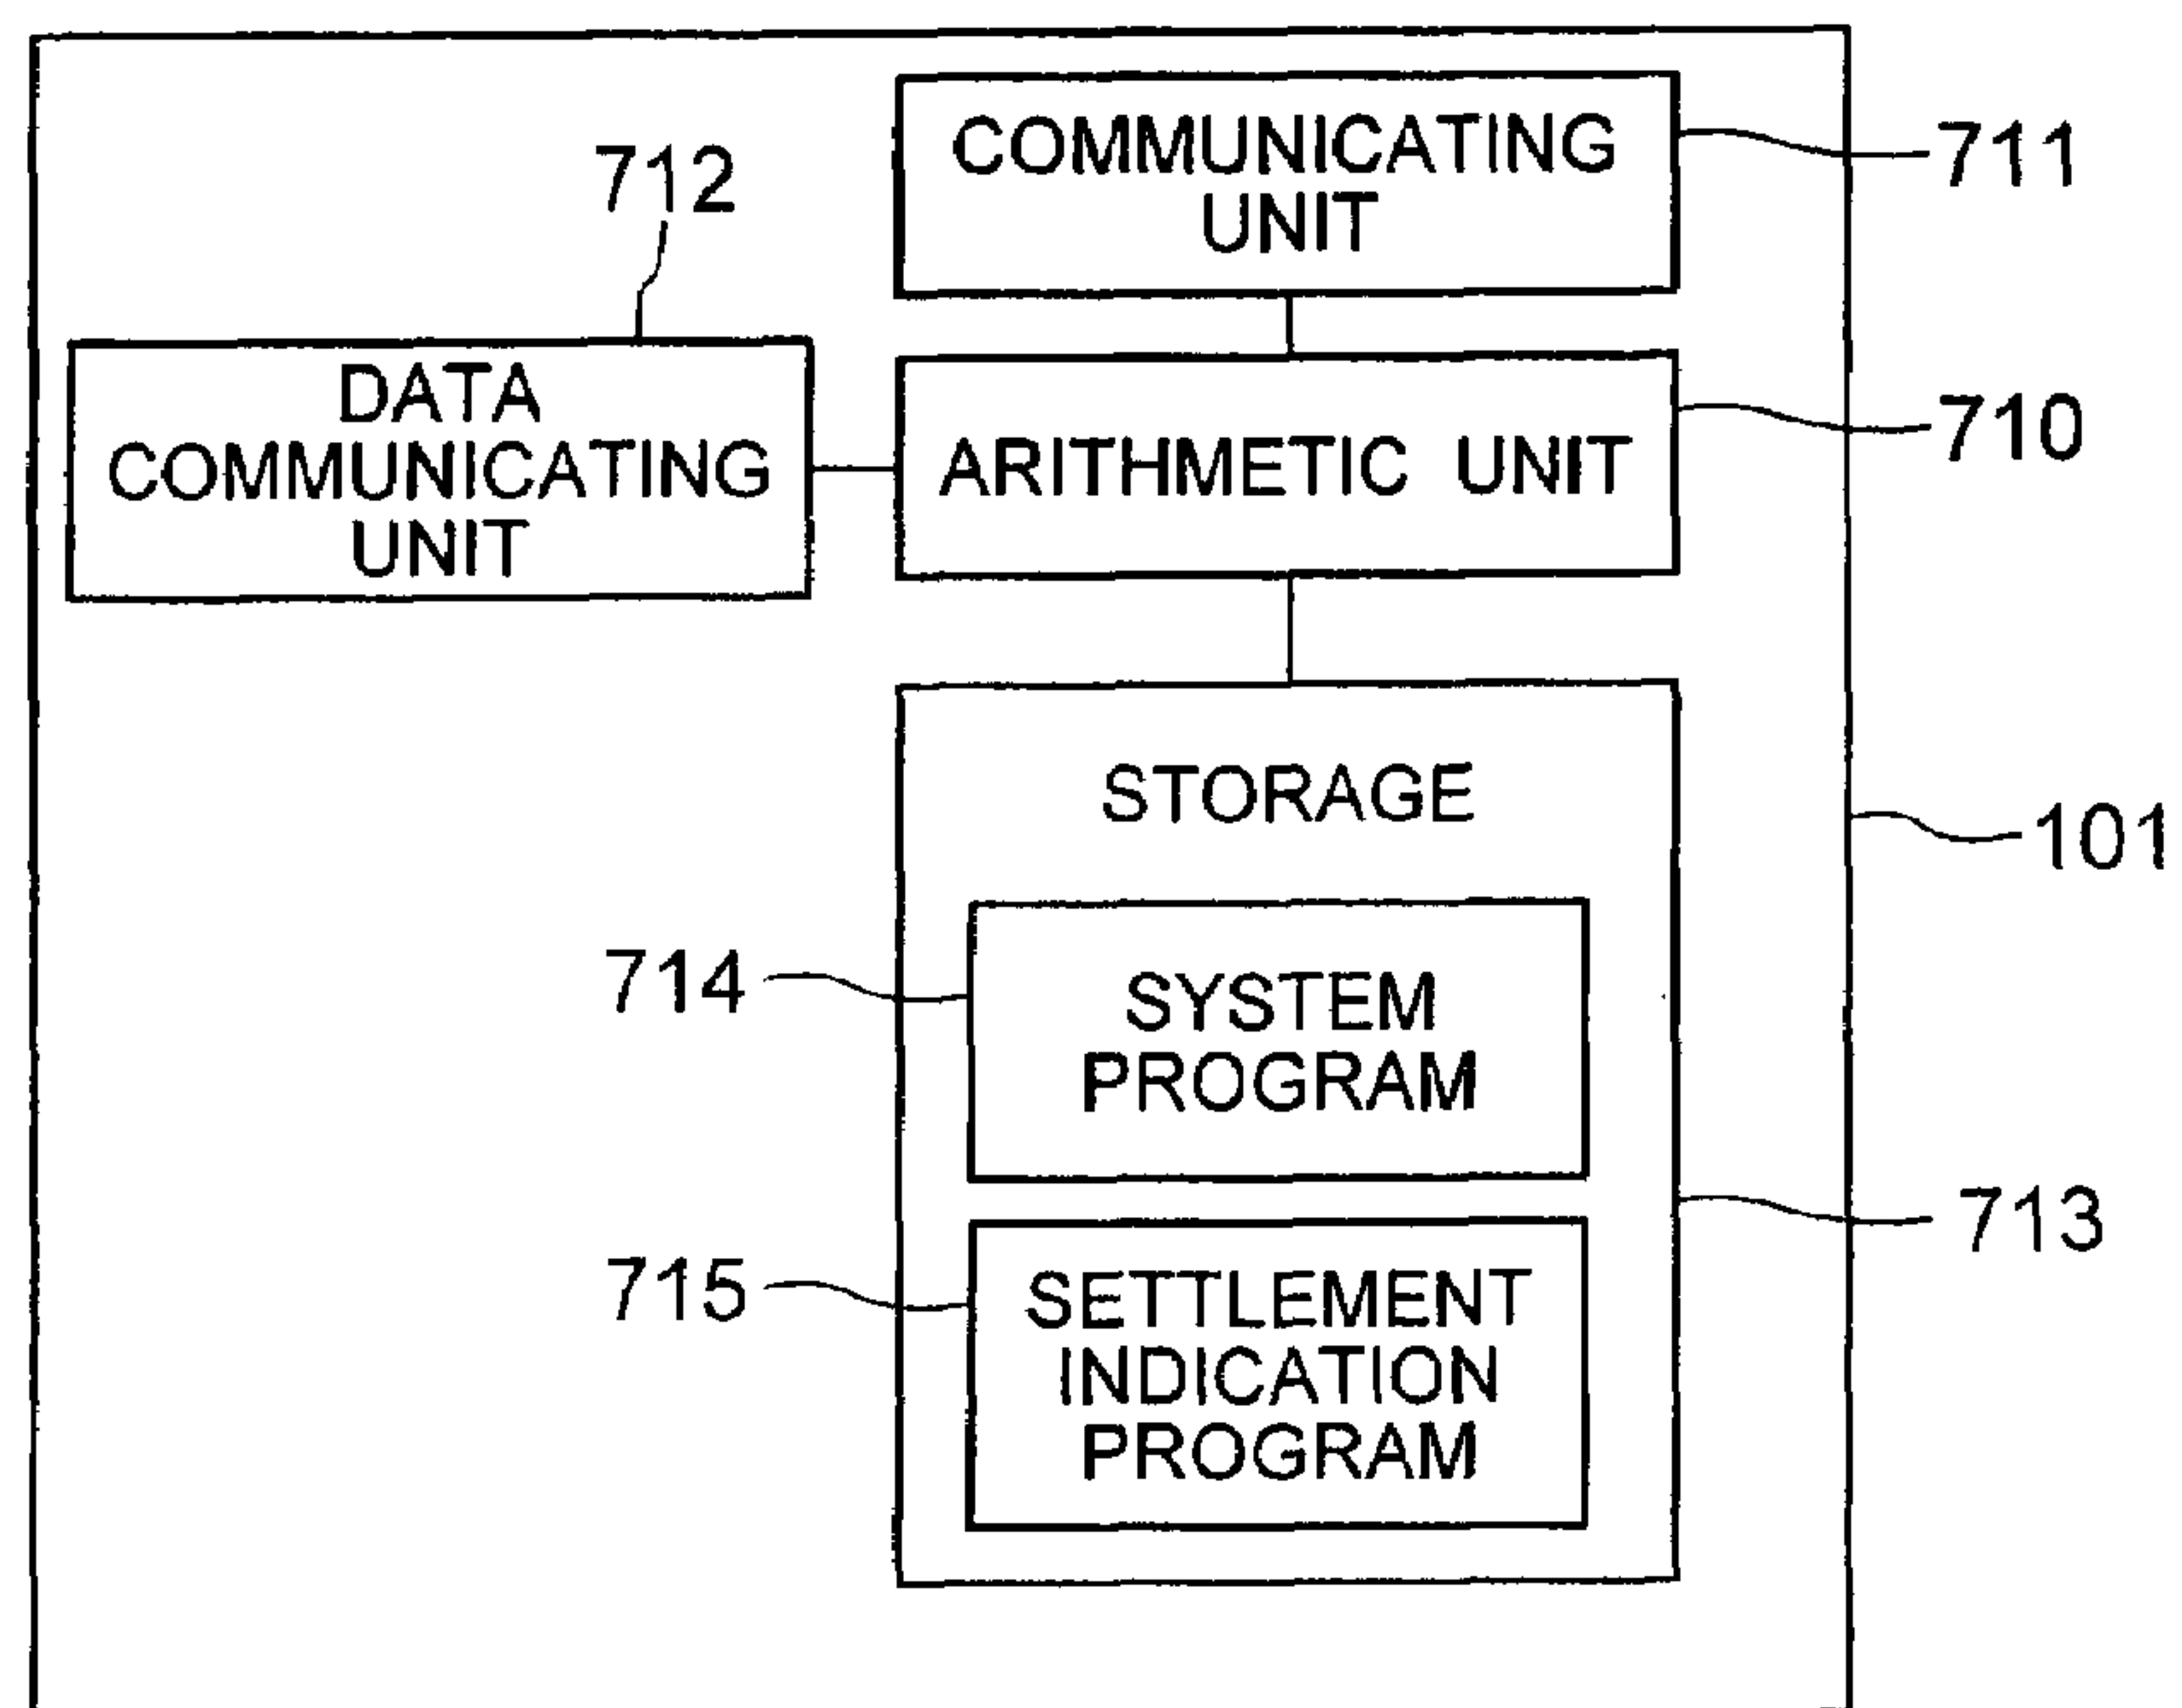 COMMUNICATING
UNIT
711
712
DATA
COMMUNICATING
UNIT
ARITHMETIC UNIT
710
STORAGE
101
714
SYSTEM
PROGRAM
713
715
SETTLEMENT
INDICATION
PROGRAM